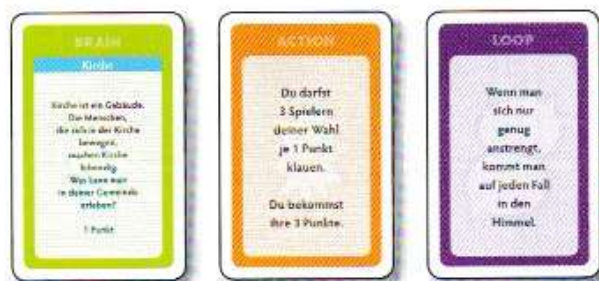 BRAIN
Kirche
Kirche ist ein Gebäude.
Die Menschen,
die sich in der Kirche
bewegen,
machen Kirche
lebendig.
Was kann man
in deiner Gemeinde
erleben?
1 Punkt
ACTION
Du darfst
3 Spielern
deiner Wahl
je 1 Punkt
klauen.
Du bekommst
ihre 3 Punkte.
LOOP
Wenn man
sich nur
genug
anstrengt,
kommt man
auf jeden Fall
in den
Himmel.